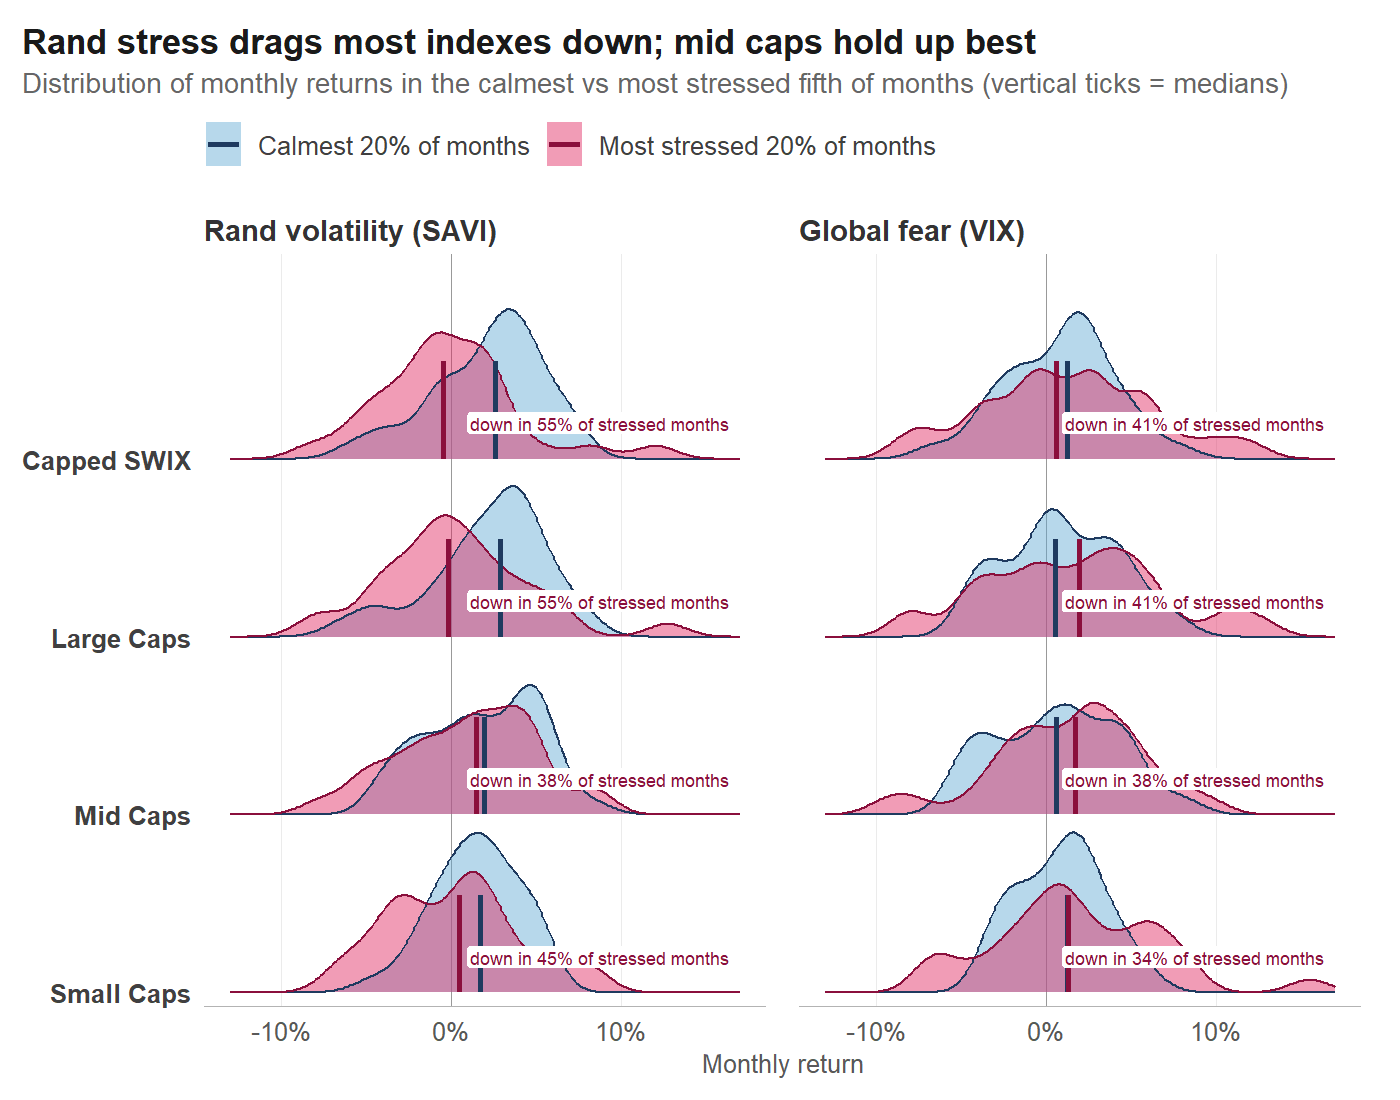 Rand stress drags most indexes down; mid caps hold up best
Distribution of monthly returns in the calmest vs most stressed fifth of months (vertical ticks = medians)
Calmest 20% of months
Most stressed 20% of months
Rand volatility (SAVI)
Global fear (VIX)
Capped SWIX
down in 55% of stressed months
down in 41% of stressed months
Large Caps
down in 55% of stressed months
down in 41% of stressed months
Mid Caps
down in 38% of stressed months
down in 38% of stressed months
Small Caps
down in 45% of stressed months
down in 34% of stressed months
-10% 0% 10%
-10% 0% 10%
Monthly return